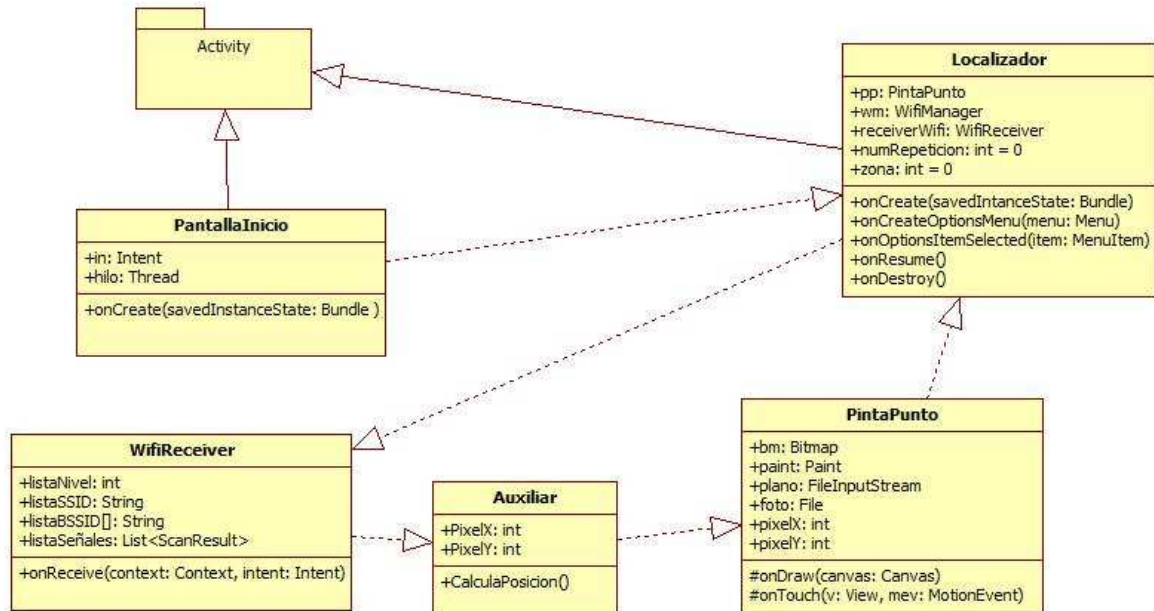 Activity
Localizador
+pp: PintaPunto
+wm: WifiManager
+receiverWifi: WifiReceiver
+numRepeticion: int = 0
+zona: int = 0
+onCreate(savedIntanceState: Bundle)
+onCreateOptionsMenu(menu: Menu)
+onOptionsItemSelected(item: MenuItem)
+onResume()
+onDestroy()
PantallaInicio
+in: Intent
+hilo: Thread
+onCreate(savedInstanceState: Bundle )
WifiReceiver
+listaNivel: int
+listaSSID: String
+listaBSSID[]: String
+listaSeñales: List<ScanResult>
+onReceive(context: Context, intent: Intent)
Auxiliar
+PixelX: int
+PixelY: int
+CalculaPosicion()
PintaPunto
+bm: Bitmap
+paint: Paint
+plano: FileInputStream
+foto: File
+pixelX: int
+pixelY: int
#onDraw(canvas: Canvas)
#onTouch(v: View, mev: MotionEvent)